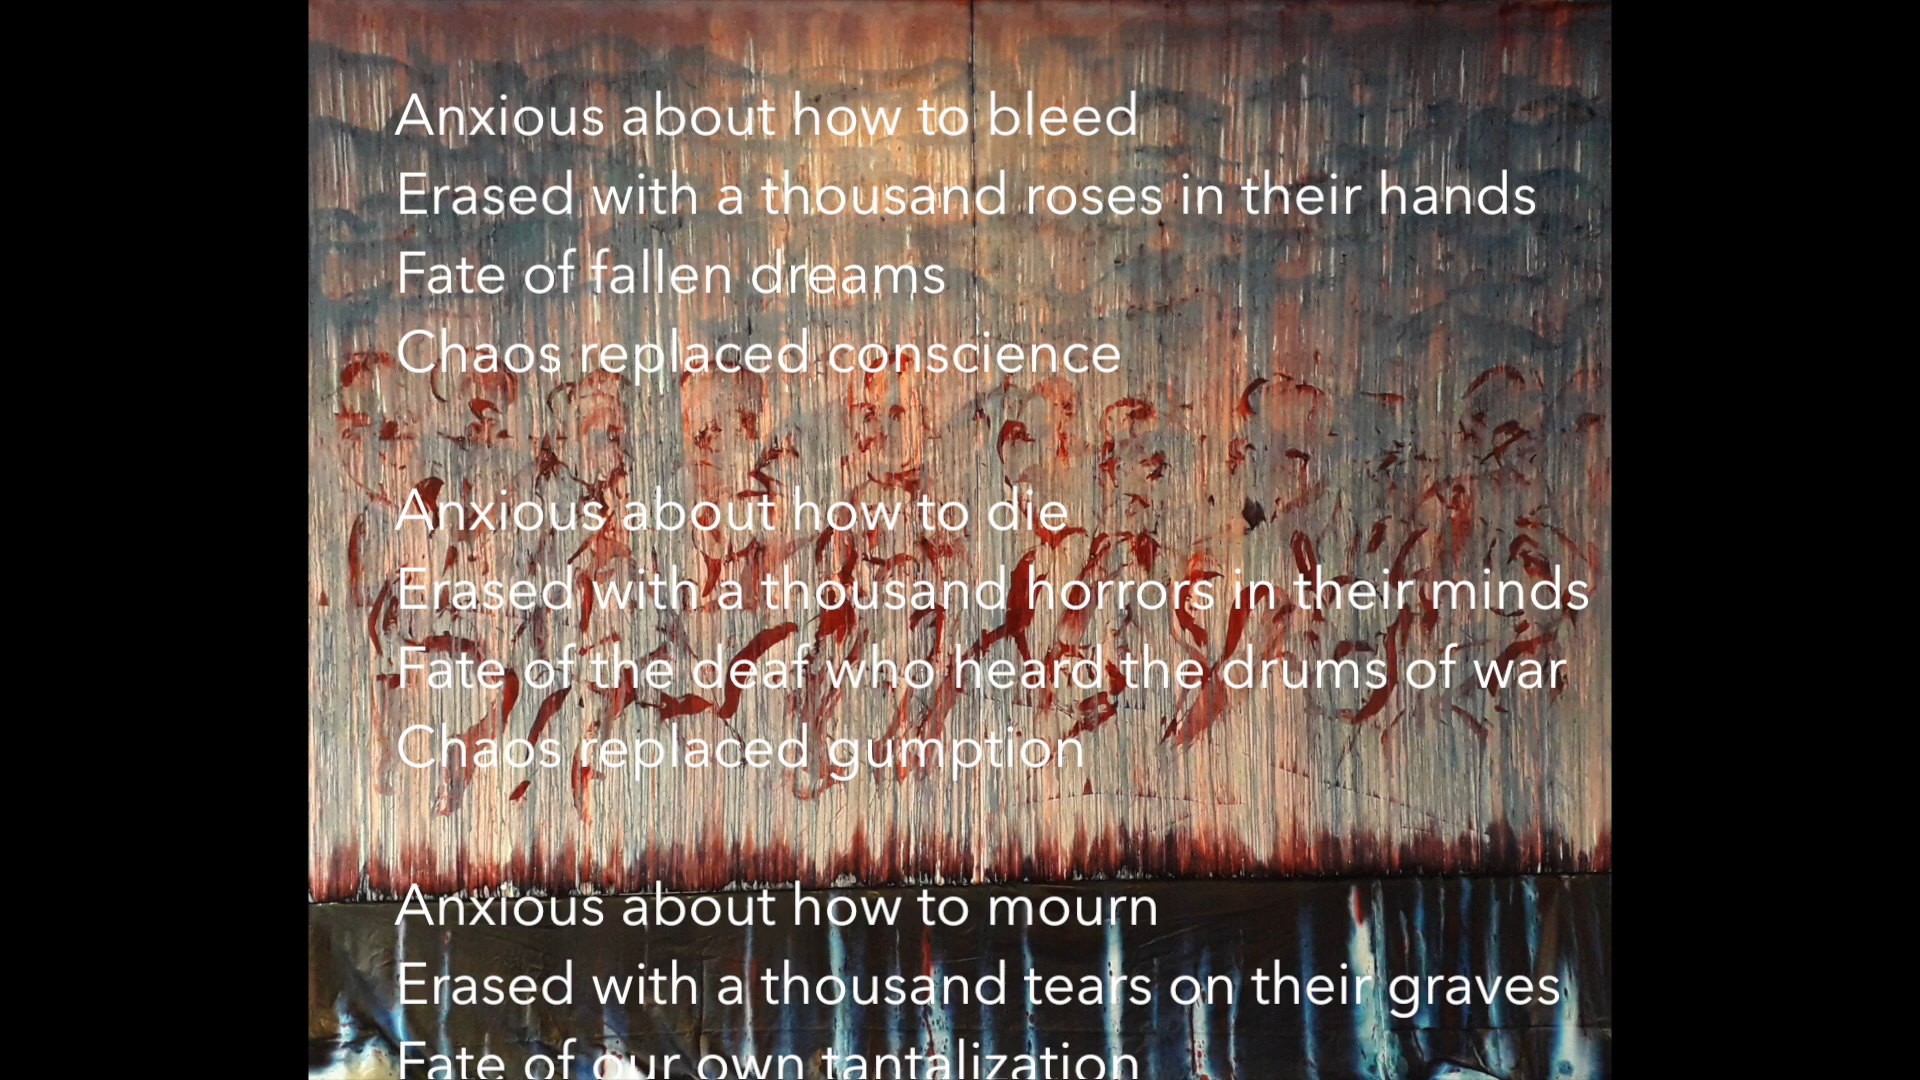 Anxious about how to bleed
Erased with a thousand roses in their hands
Fate of fallen dreams
Chaos replaced conscience
Anxious about how to die
Erased with a thousand horrors in their minds
Fate of the deaf who heard the drums of war
Chaos replaced gumption
Anxious about how to mourn
Erased with a thousand tears on their graves
Fate of our own tantalization